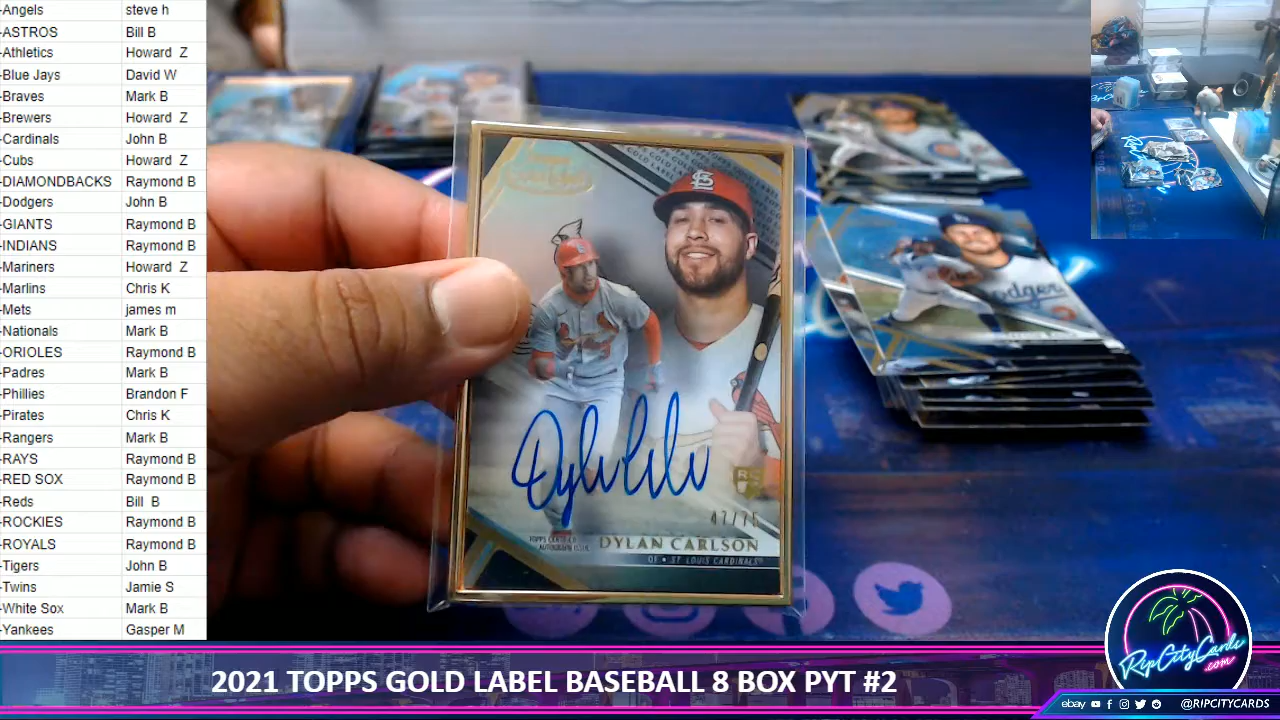 -Angels steve h
-ASTROS Bill B
-Athletics Howard Z
-Blue Jays David W
-Braves Mark B
-Brewers Howard Z
-Cardinals John B
-Cubs Howard Z
-DIAMONDBACKS Raymond B
-Dodgers John B
-GIANTS Raymond B
-INDIANS Raymond B
-Mariners Howard Z
-Marlins Chris K
-Mets james m
-Nationals Mark B
-ORIOLES Raymond B
-Padres Mark B
-Phillies Brandon F
-Pirates Chris K
-Rangers Mark B
-RAYS Raymond B
-RED SOX Raymond B
-Reds Bill B
-ROCKIES Raymond B
-ROYALS Raymond B
-Tigers John B
-Twins Jamie S
-White Sox Mark B
-Yankees Gasper M
47/75
TOPPS CERTIFIED
AUTOGRAPH ISSUE
DYLAN CARLSON
OF • ST. LOUIS CARDINALS
Dodgers
RipCityCards
.com
2021 TOPPS GOLD LABEL BASEBALL 8 BOX PYT #2
ebay @RIPCITYCARDS